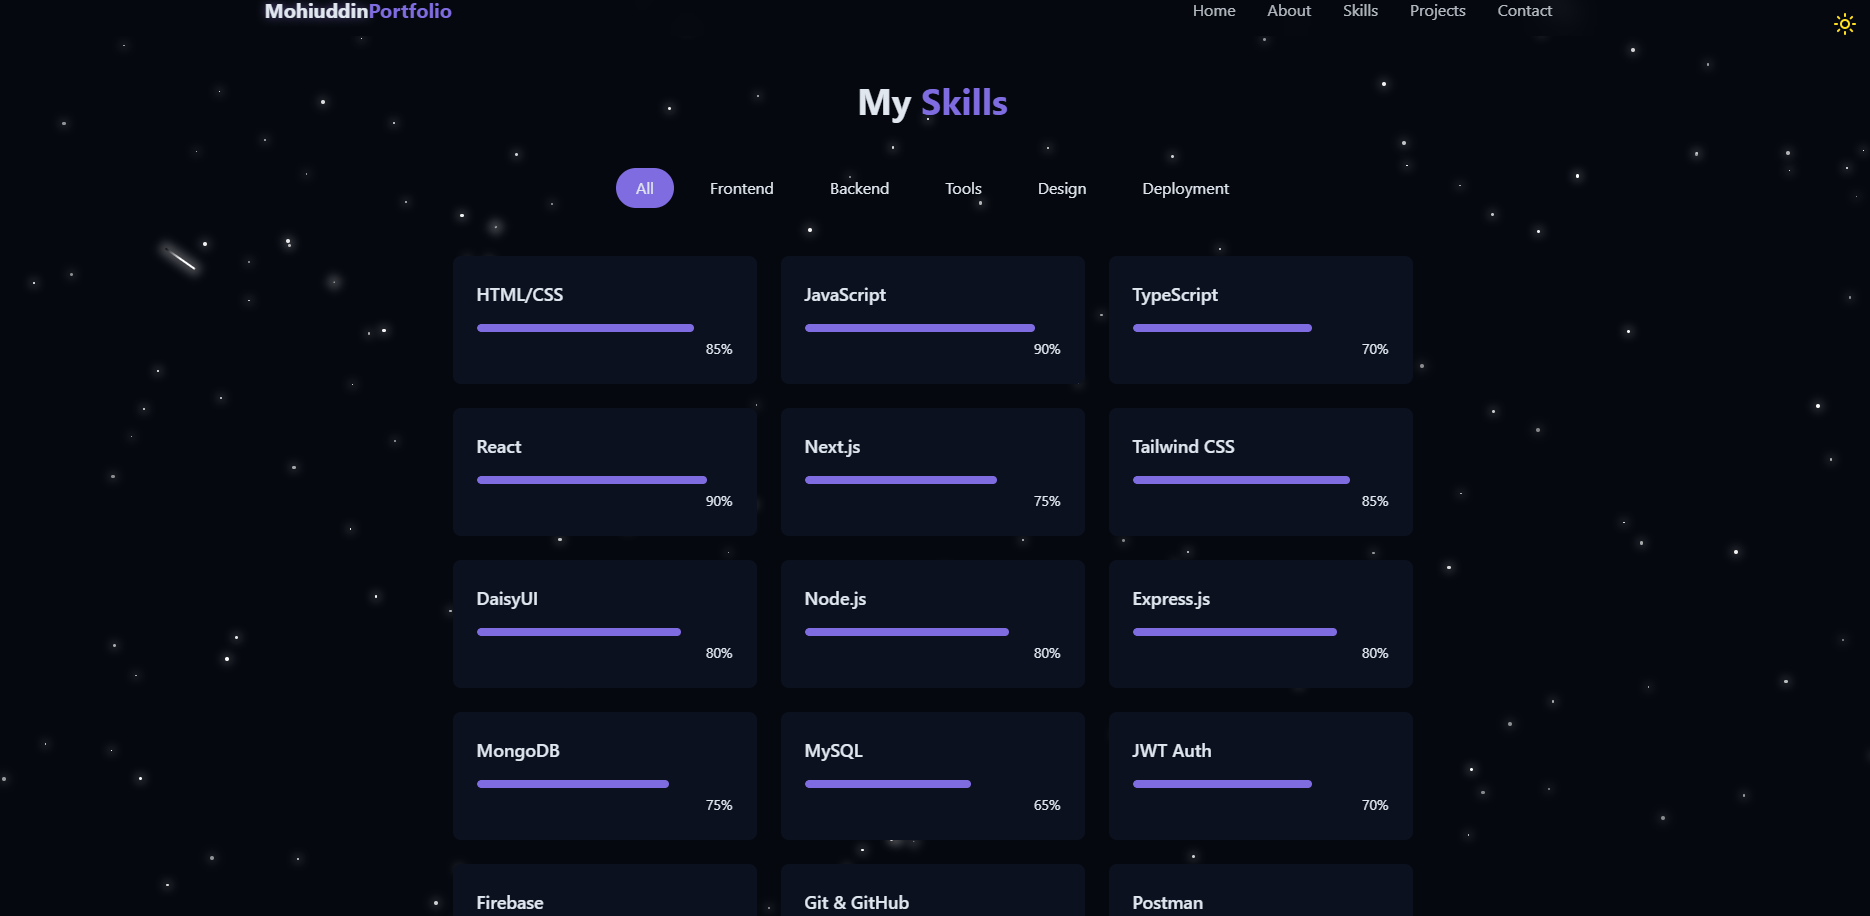 MohiuddinPortfolio Home About Skills Projects Contact
My Skills
All Frontend Backend Tools Design Deployment
HTML/CSS JavaScript TypeScript
85% 90% 70%
React Next.js Tailwind CSS
90% 75% 85%
DaisyUI Node.js Express.js
80% 80% 80%
MongoDB MySQL JWT Auth
75% 65% 70%
Firebase Git & GitHub Postman